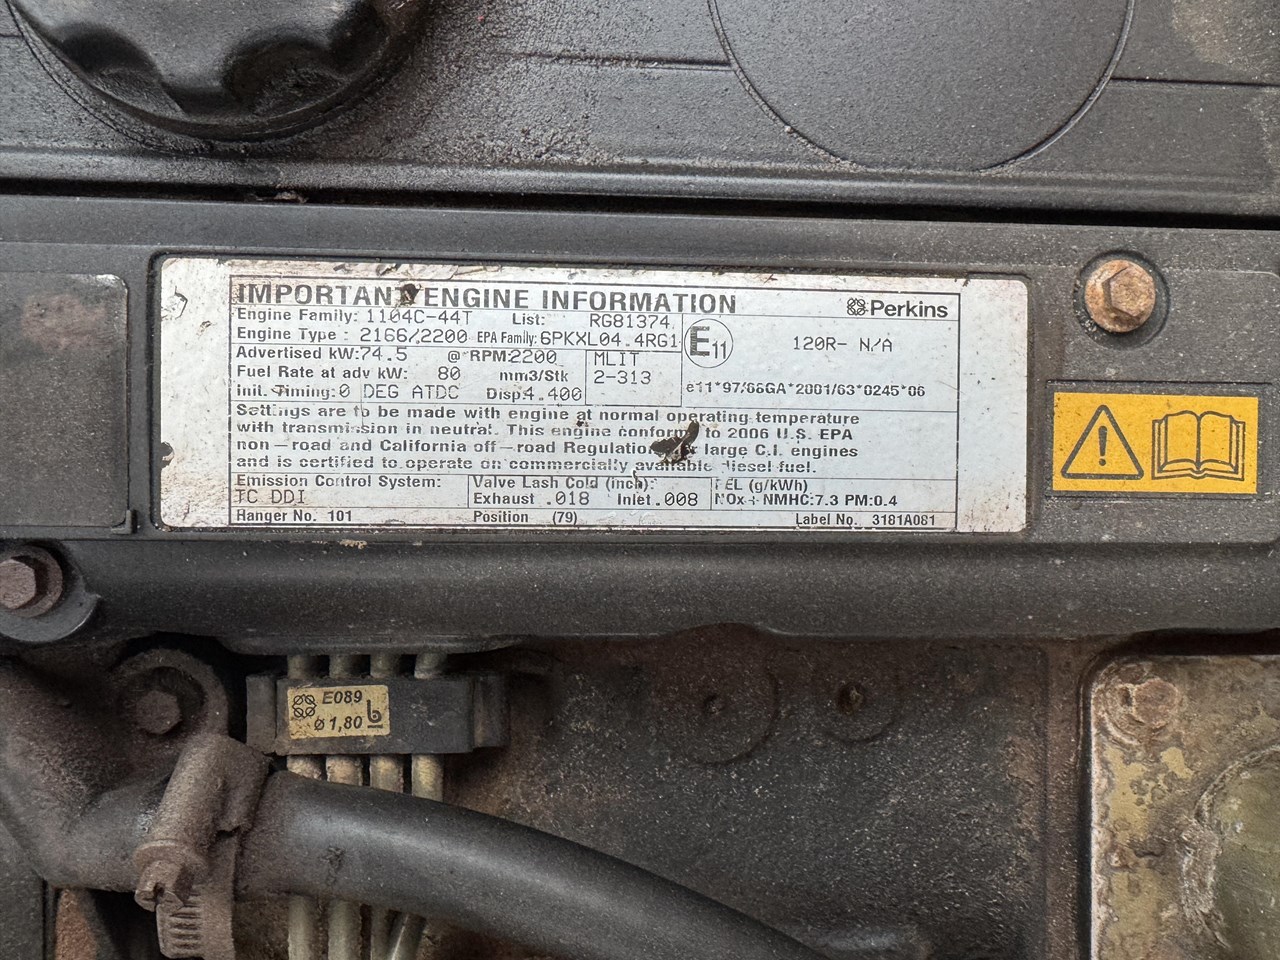 IMPORTANT ENGINE INFORMATION
Perkins
Engine Family: 1104C-44T List: RG81374
Engine Type : 2166/2200 EPA Family: 6PKXL04.4RG1
E11
120R- N/A
Advertised kW: 74.5 @ RPM: 2200 MLIT
Fuel Rate at adv kW: 80 mm3/Stk 2-313
e11*97/68GA*2001/63*0245*06
Init. Timing: 0 DEG ATDC Disp: 4.400
Settings are to be made with engine at normal operating temperature
with transmission in neutral. This engine conforms to 2006 U.S. EPA
non-road and California off-road Regulations large C.I. engines
and is certified to operate on commercially available diesel fuel.
Emission Control System: Valve Lash Cold (inch): FEL (g/kWh)
TC DDI Exhaust .018 Inlet .008 NOx + NMHC: 7.3 PM: 0.4
Hanger No. 101 Position (79) Label No. 3181A081
E089
Ø 1,80 b